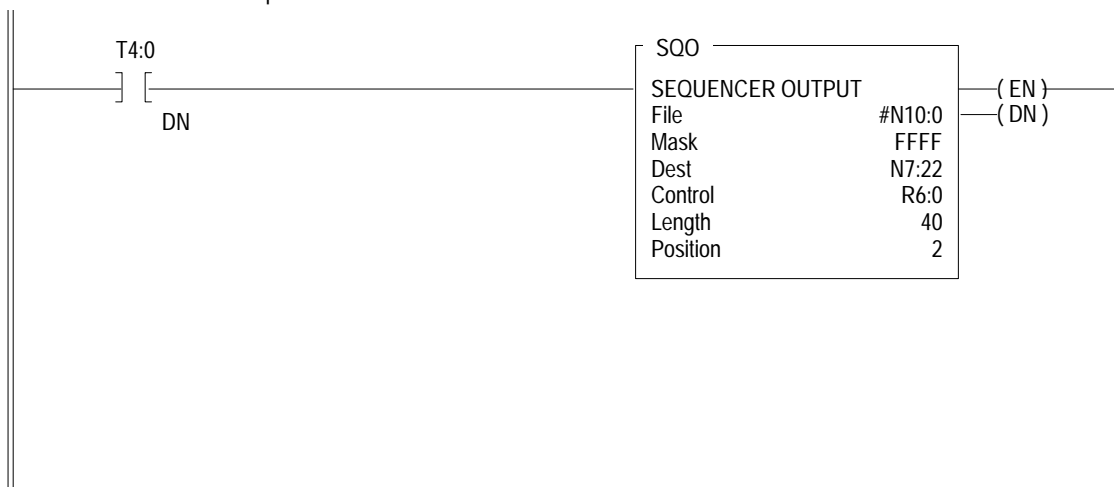 T4:0
DN
SQO
SEQUENCER OUTPUT
File #N10:0
Mask FFFF
Dest N7:22
Control R6:0
Length 40
Position 2
( EN )
( DN )